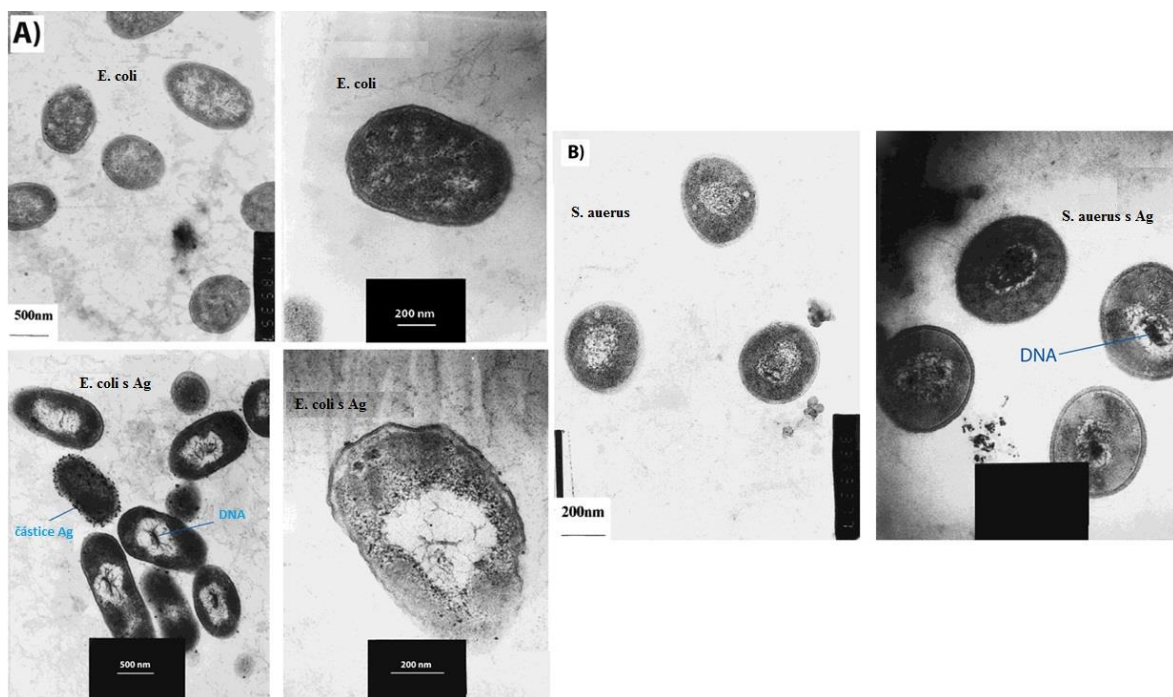 A)
E. coli
500nm
E. coli
200 nm
E. coli s Ag
částice Ag
DNA
500 nm
E. coli s Ag
200 nm
B)
S. auerus
200nm
S. auerus s Ag
DNA